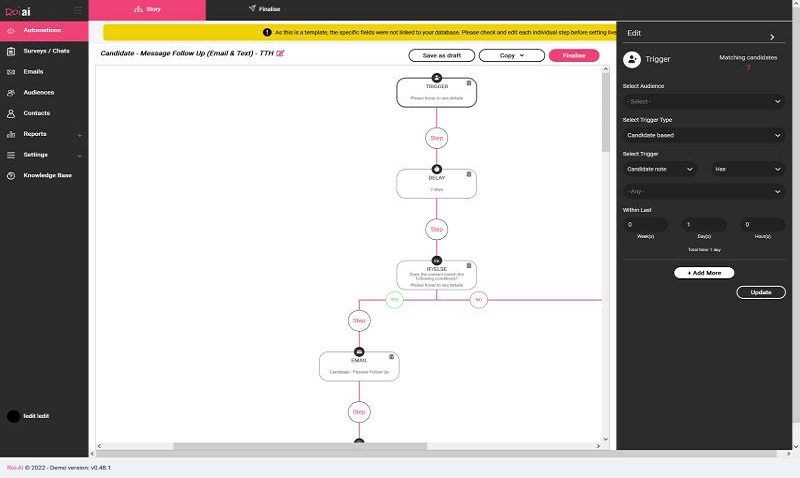 Roi ai
Story
Finalise
Automations
Surveys / Chats
Emails
Audiences
Contacts
Reports
Settings
Knowledge Base
fedit ledit
As this is a template, the specific fields were not linked to your database. Please check and edit each individual step before setting live
Candidate - Message Follow Up (Email & Text) - TTH
Save as draft
Copy
Finalise
TRIGGER
Please hover to see details
Step
DELAY
2 days
Step
IF/ELSE
Does the contact match the
following conditions?
Please hover to see details
YES
NO
Step
EMAIL
Candidate - Passive Follow Up
Step
Edit
Trigger
Matching candidates
7
Select Audience
- Select -
Select Trigger Type
Candidate based
Select Trigger
Candidate note
Has
- Any -
Within Last
0
1
0
Week(s)
Day(s)
Hour(s)
Total time: 1 day
+ Add More
Update
Roi-AI © 2022 - Demo version: v0.48.1